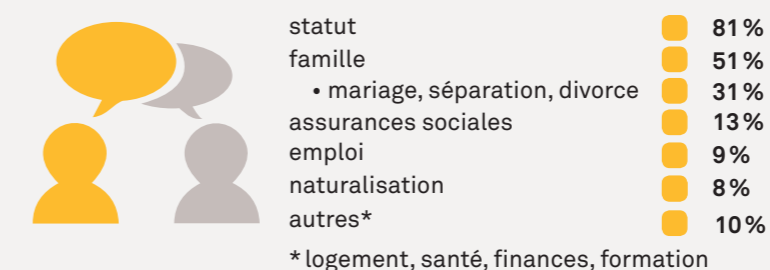 statut 81%
famille 51%
• mariage, séparation, divorce 31%
assurances sociales 13%
emploi 9%
naturalisation 8%
autres* 10%
* logement, santé, finances, formation